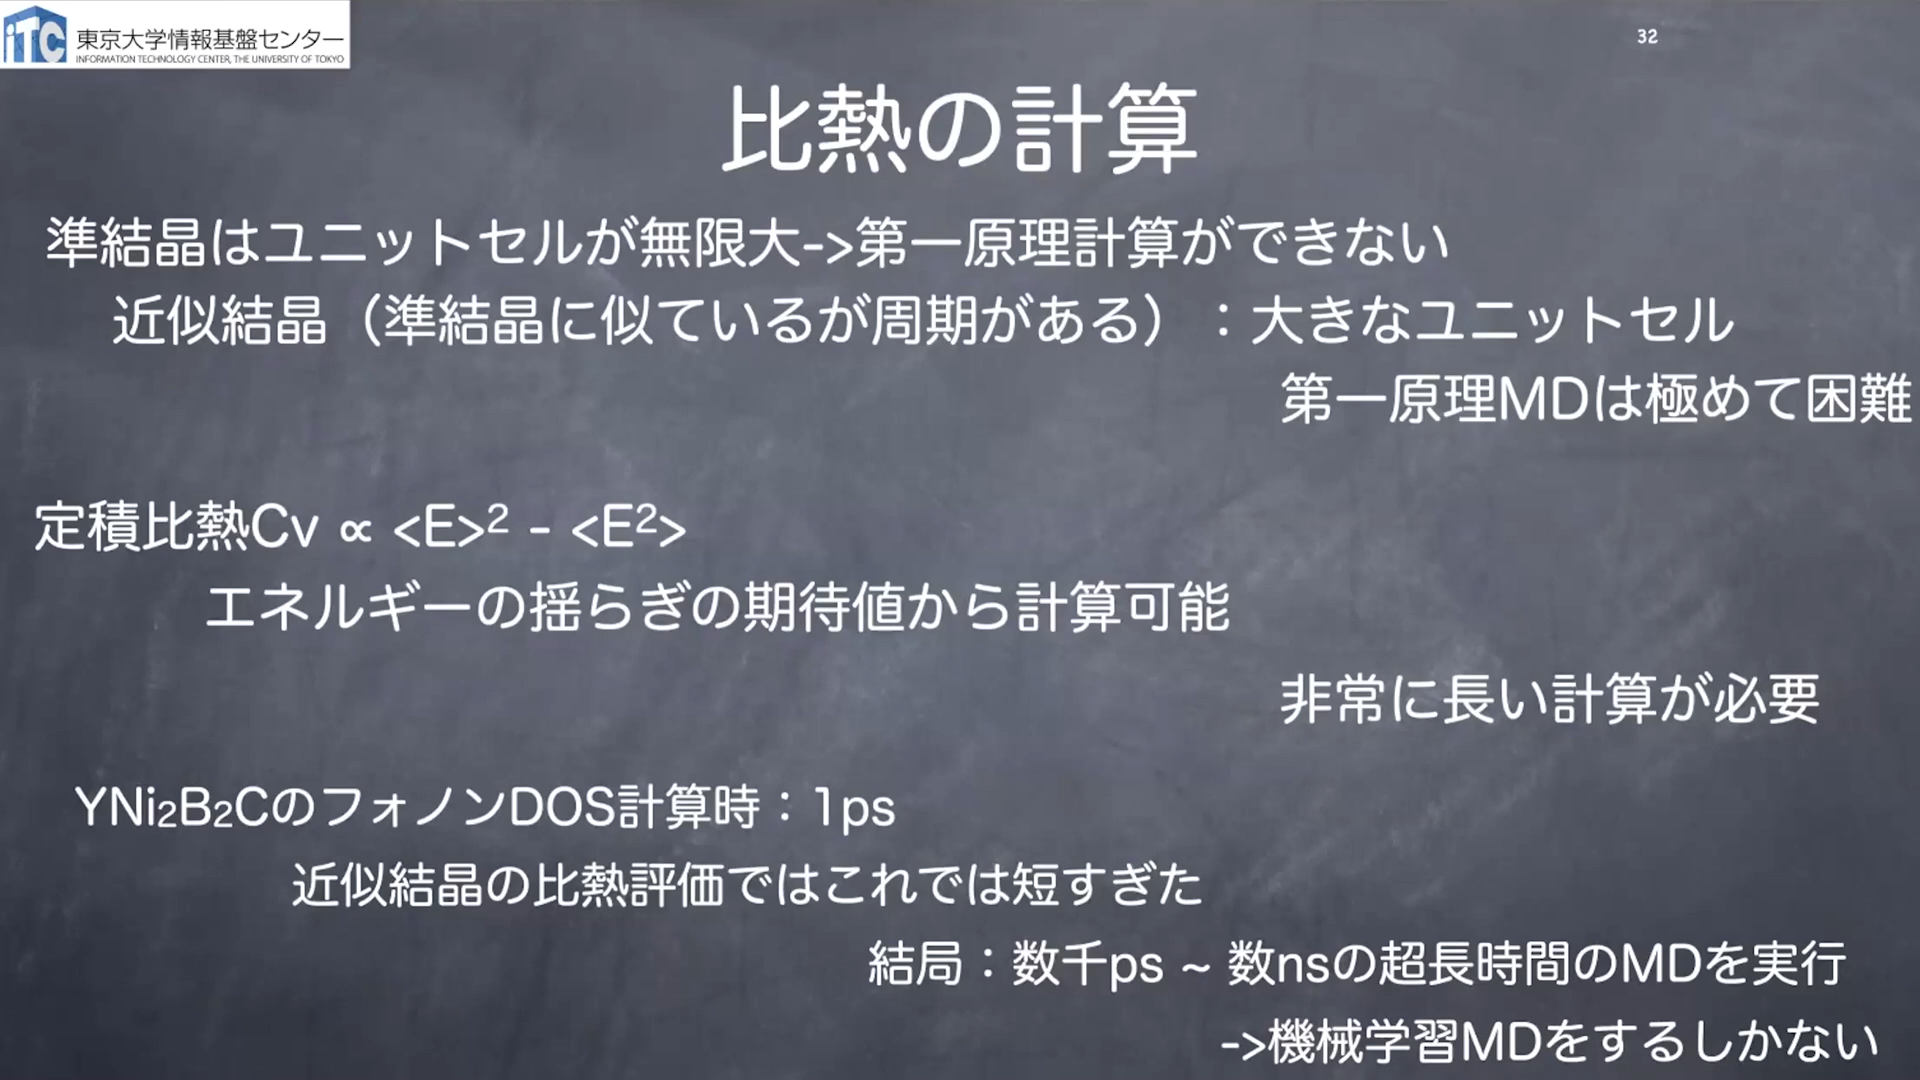 iTC 東京大学情報基盤センター
INFORMATION TECHNOLOGY CENTER, THE UNIVERSITY OF TOKYO
32
比熱の計算
準結晶はユニットセルが無限大->第一原理計算ができない
近似結晶（準結晶に似ているが周期がある）：大きなユニットセル
第一原理MDは極めて困難
定積比熱Cv ∝ <E>² - <E²>
エネルギーの揺らぎの期待値から計算可能
非常に長い計算が必要
YNi₂B₂CのフォノンDOS計算時：1ps
近似結晶の比熱評価ではこれでは短すぎた
結局：数千ps ~ 数nsの超長時間のMDを実行
->機械学習MDをするしかない